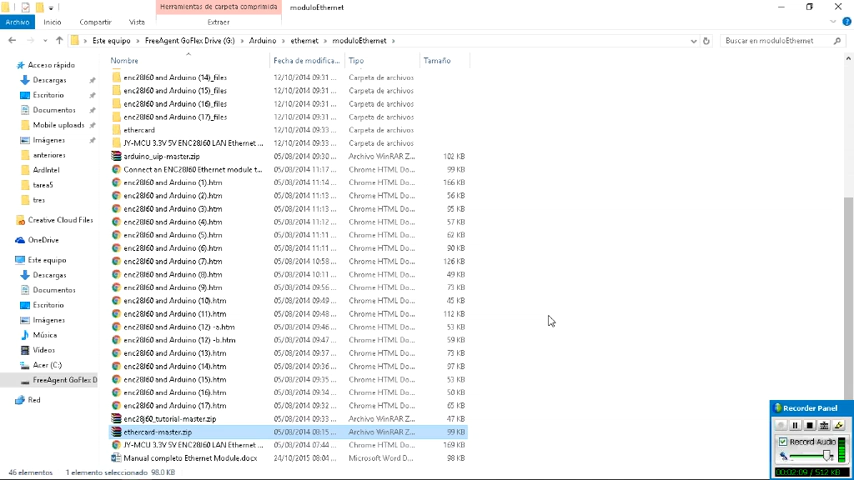 Herramientas de carpeta comprimida moduloEthernet
Archivo Inicio Compartir Vista Extraer
Este equipo › FreeAgent GoFlex Drive (G:) › Arduino › ethernet › moduloEthernet ›
Buscar en moduloEthernet
Nombre Fecha de modifica... Tipo Tamaño
Acceso rápido
Descargas
Escritorio
Documentos
Mobile uploads
Imágenes
anteriores
ArdIntel
tarea5
tres
Creative Cloud Files
OneDrive
Este equipo
Descargas
Documentos
Escritorio
Imágenes
Música
Vídeos
Acer (C:)
FreeAgent GoFlex D
Red
enc28J60 and Arduino (14)_files 12/10/2014 09:31 ... Carpeta de archivos
enc28J60 and Arduino (15)_files 12/10/2014 09:31 ... Carpeta de archivos
enc28J60 and Arduino (16)_files 12/10/2014 09:31 ... Carpeta de archivos
enc28J60 and Arduino (17)_files 12/10/2014 09:31 ... Carpeta de archivos
ethercard 12/10/2014 09:33 ... Carpeta de archivos
JY-MCU 3.3V 5V ENC28J60 LAN Ethernet ... 12/10/2014 09:33 ... Carpeta de archivos
arduino_uip-master.zip 05/08/2014 09:30 ... Archivo WinRAR Z... 102 KB
Connect an ENC28J60 Ethernet module t... 05/08/2014 11:17 ... Chrome HTML Do... 99 KB
enc28J60 and Arduino (1).htm 05/08/2014 11:14 ... Chrome HTML Do... 166 KB
enc28J60 and Arduino (2).htm 05/08/2014 11:13 ... Chrome HTML Do... 56 KB
enc28J60 and Arduino (3).htm 05/08/2014 11:13 ... Chrome HTML Do... 95 KB
enc28J60 and Arduino (4).htm 05/08/2014 11:12 ... Chrome HTML Do... 57 KB
enc28J60 and Arduino (5).htm 05/08/2014 11:11 ... Chrome HTML Do... 62 KB
enc28J60 and Arduino (6).htm 05/08/2014 11:11 ... Chrome HTML Do... 90 KB
enc28J60 and Arduino (7).htm 05/08/2014 10:58 ... Chrome HTML Do... 126 KB
enc28J60 and Arduino (8).htm 05/08/2014 10:11 ... Chrome HTML Do... 49 KB
enc28J60 and Arduino (9).htm 05/08/2014 09:56 ... Chrome HTML Do... 73 KB
enc28J60 and Arduino (10).htm 05/08/2014 09:49 ... Chrome HTML Do... 45 KB
enc28J60 and Arduino (11).htm 05/08/2014 09:48 ... Chrome HTML Do... 112 KB
enc28J60 and Arduino (12) -a.htm 05/08/2014 09:46 ... Chrome HTML Do... 53 KB
enc28J60 and Arduino (12) -b.htm 05/08/2014 09:47 ... Chrome HTML Do... 59 KB
enc28J60 and Arduino (13).htm 05/08/2014 09:37 ... Chrome HTML Do... 73 KB
enc28J60 and Arduino (14).htm 05/08/2014 09:36 ... Chrome HTML Do... 97 KB
enc28J60 and Arduino (15).htm 05/08/2014 09:35 ... Chrome HTML Do... 53 KB
enc28J60 and Arduino (16).htm 05/08/2014 09:34 ... Chrome HTML Do... 50 KB
enc28J60 and Arduino (17).htm 05/08/2014 09:32 ... Chrome HTML Do... 65 KB
enc28j60_tutorial-master.zip 05/08/2014 09:33 ... Archivo WinRAR Z... 47 KB
ethercard-master.zip 05/08/2014 08:15 ... Archivo WinRAR Z... 99 KB
JY-MCU 3.3V 5V ENC28J60 LAN Ethernet ... 05/08/2014 07:44 ... Chrome HTML Do... 169 KB
Manual completo Ethernet Module.docx 24/10/2015 08:04 ... Microsoft Word D... 98 KB
46 elementos 1 elemento seleccionado 98.0 KB
Recorder Panel
Record Audio
00:02:09 / 512 KB